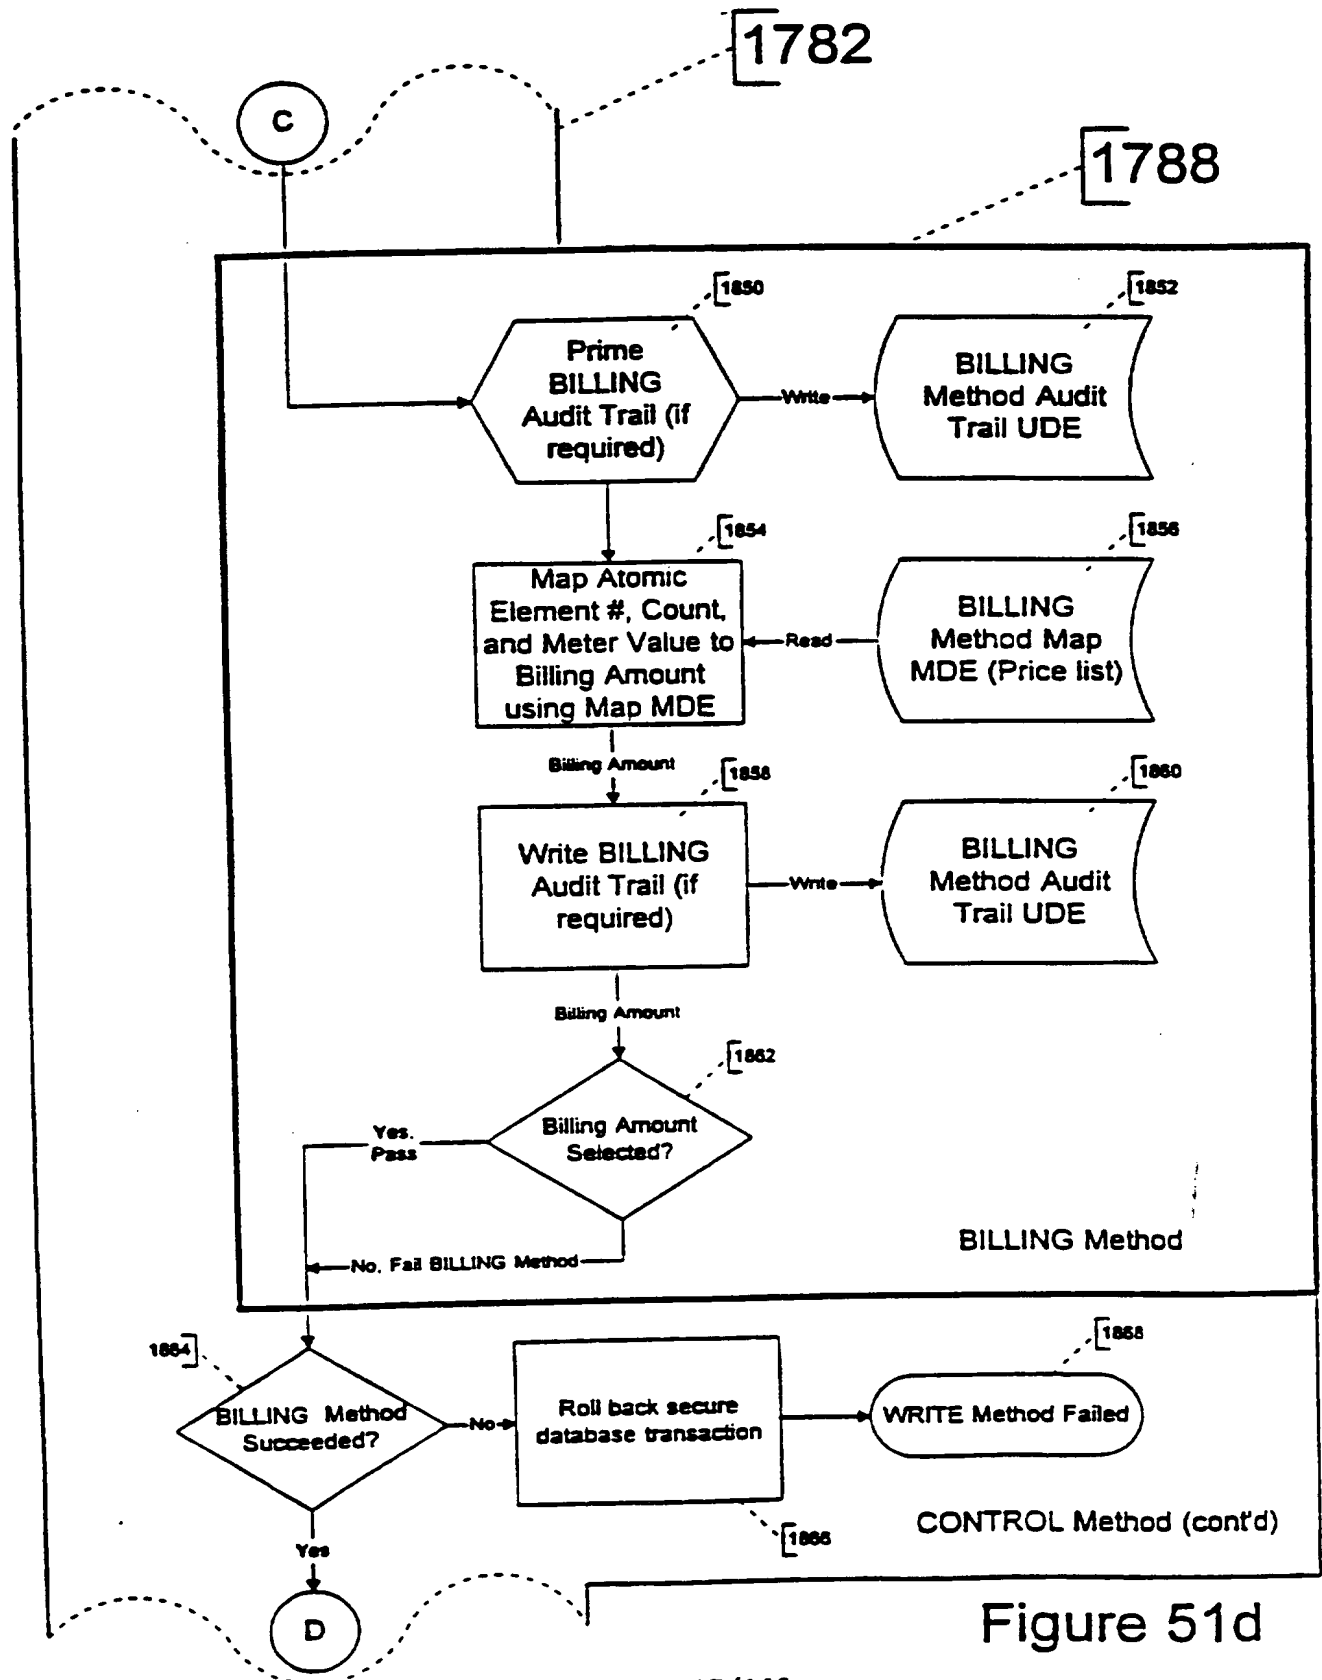 1782
C
1788
1850
1852
Prime
BILLING
Audit Trail (if
required)
Write
BILLING
Method Audit
Trail UDE
1854
1856
Map Atomic
Element #, Count,
and Meter Value to
Billing Amount
using Map MDE
Read
BILLING
Method Map
MDE (Price list)
Billing Amount
1858
1860
Write BILLING
Audit Trail (if
required)
Write
BILLING
Method Audit
Trail UDE
Billing Amount
1862
Billing Amount
Selected?
Yes.
Pass
No. Fail BILLING Method
BILLING Method
1864
1868
BILLING Method
Succeeded?
No
Roll back secure
database transaction
WRITE Method Failed
1866
CONTROL Method (cont'd)
Yes
D
Figure 51d